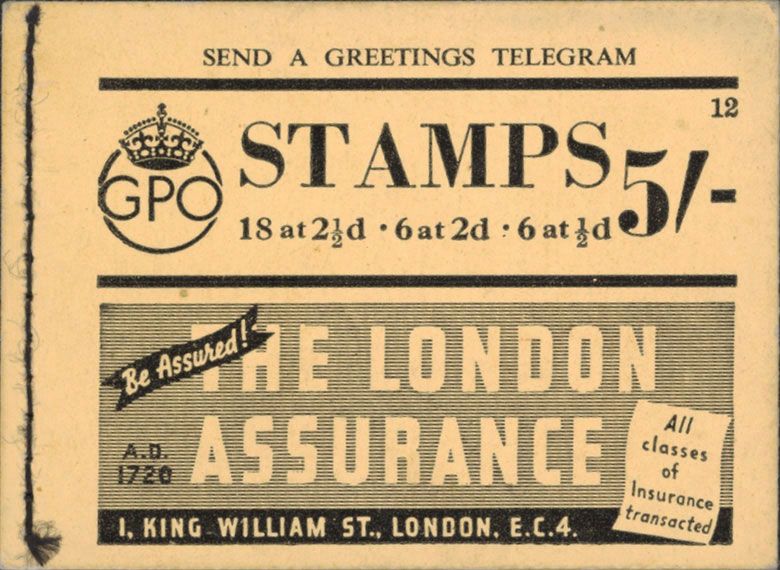 SEND A GREETINGS TELEGRAM
12
GPO
STAMPS 5/-
18 at 2½d · 6 at 2d · 6 at ½d
Be Assured!
THE LONDON
ASSURANCE
A.D.
1720
All
classes
of
Insurance
transacted
1, KING WILLIAM ST., LONDON, E.C.4.